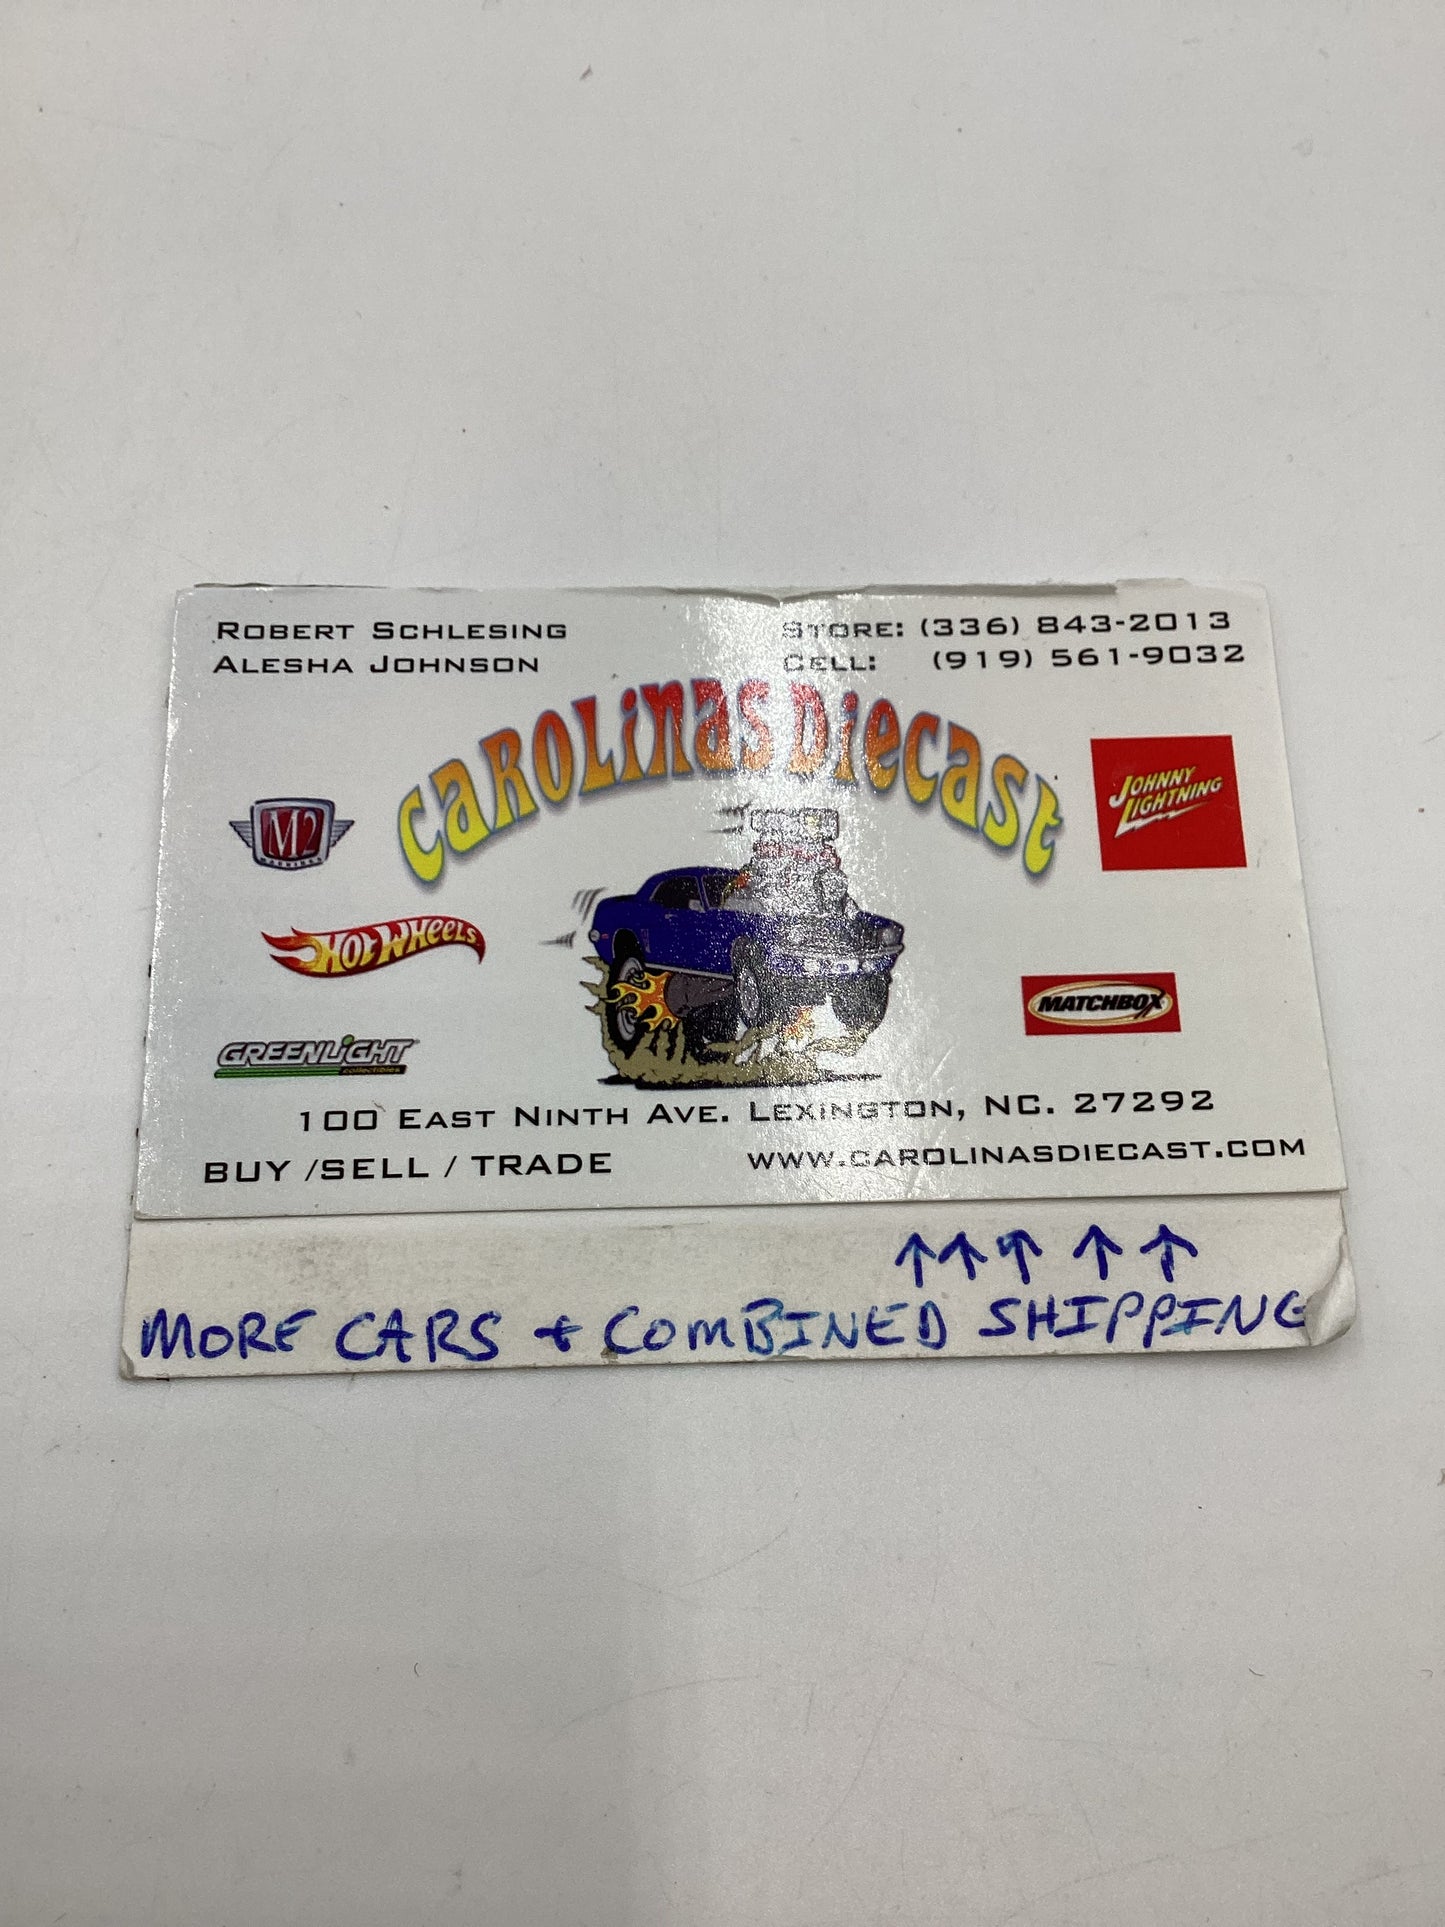 ROBERT SCHLESING
ALESHA JOHNSON
STORE: (336) 843-2013
CELL: (919) 561-9032
CAROLINAS DIECAST
M2
MACHINES
JOHNNY
LIGHTNING
HOT WHEELS
MATCHBOX
GREENLIGHT
collectibles
100 EAST NINTH AVE. LEXINGTON, NC. 27292
BUY /SELL / TRADE
WWW.CAROLINASDIECAST.COM
↑ ↑ ↑ ↑ ↑
MORE CARS + COMBINED SHIPPING